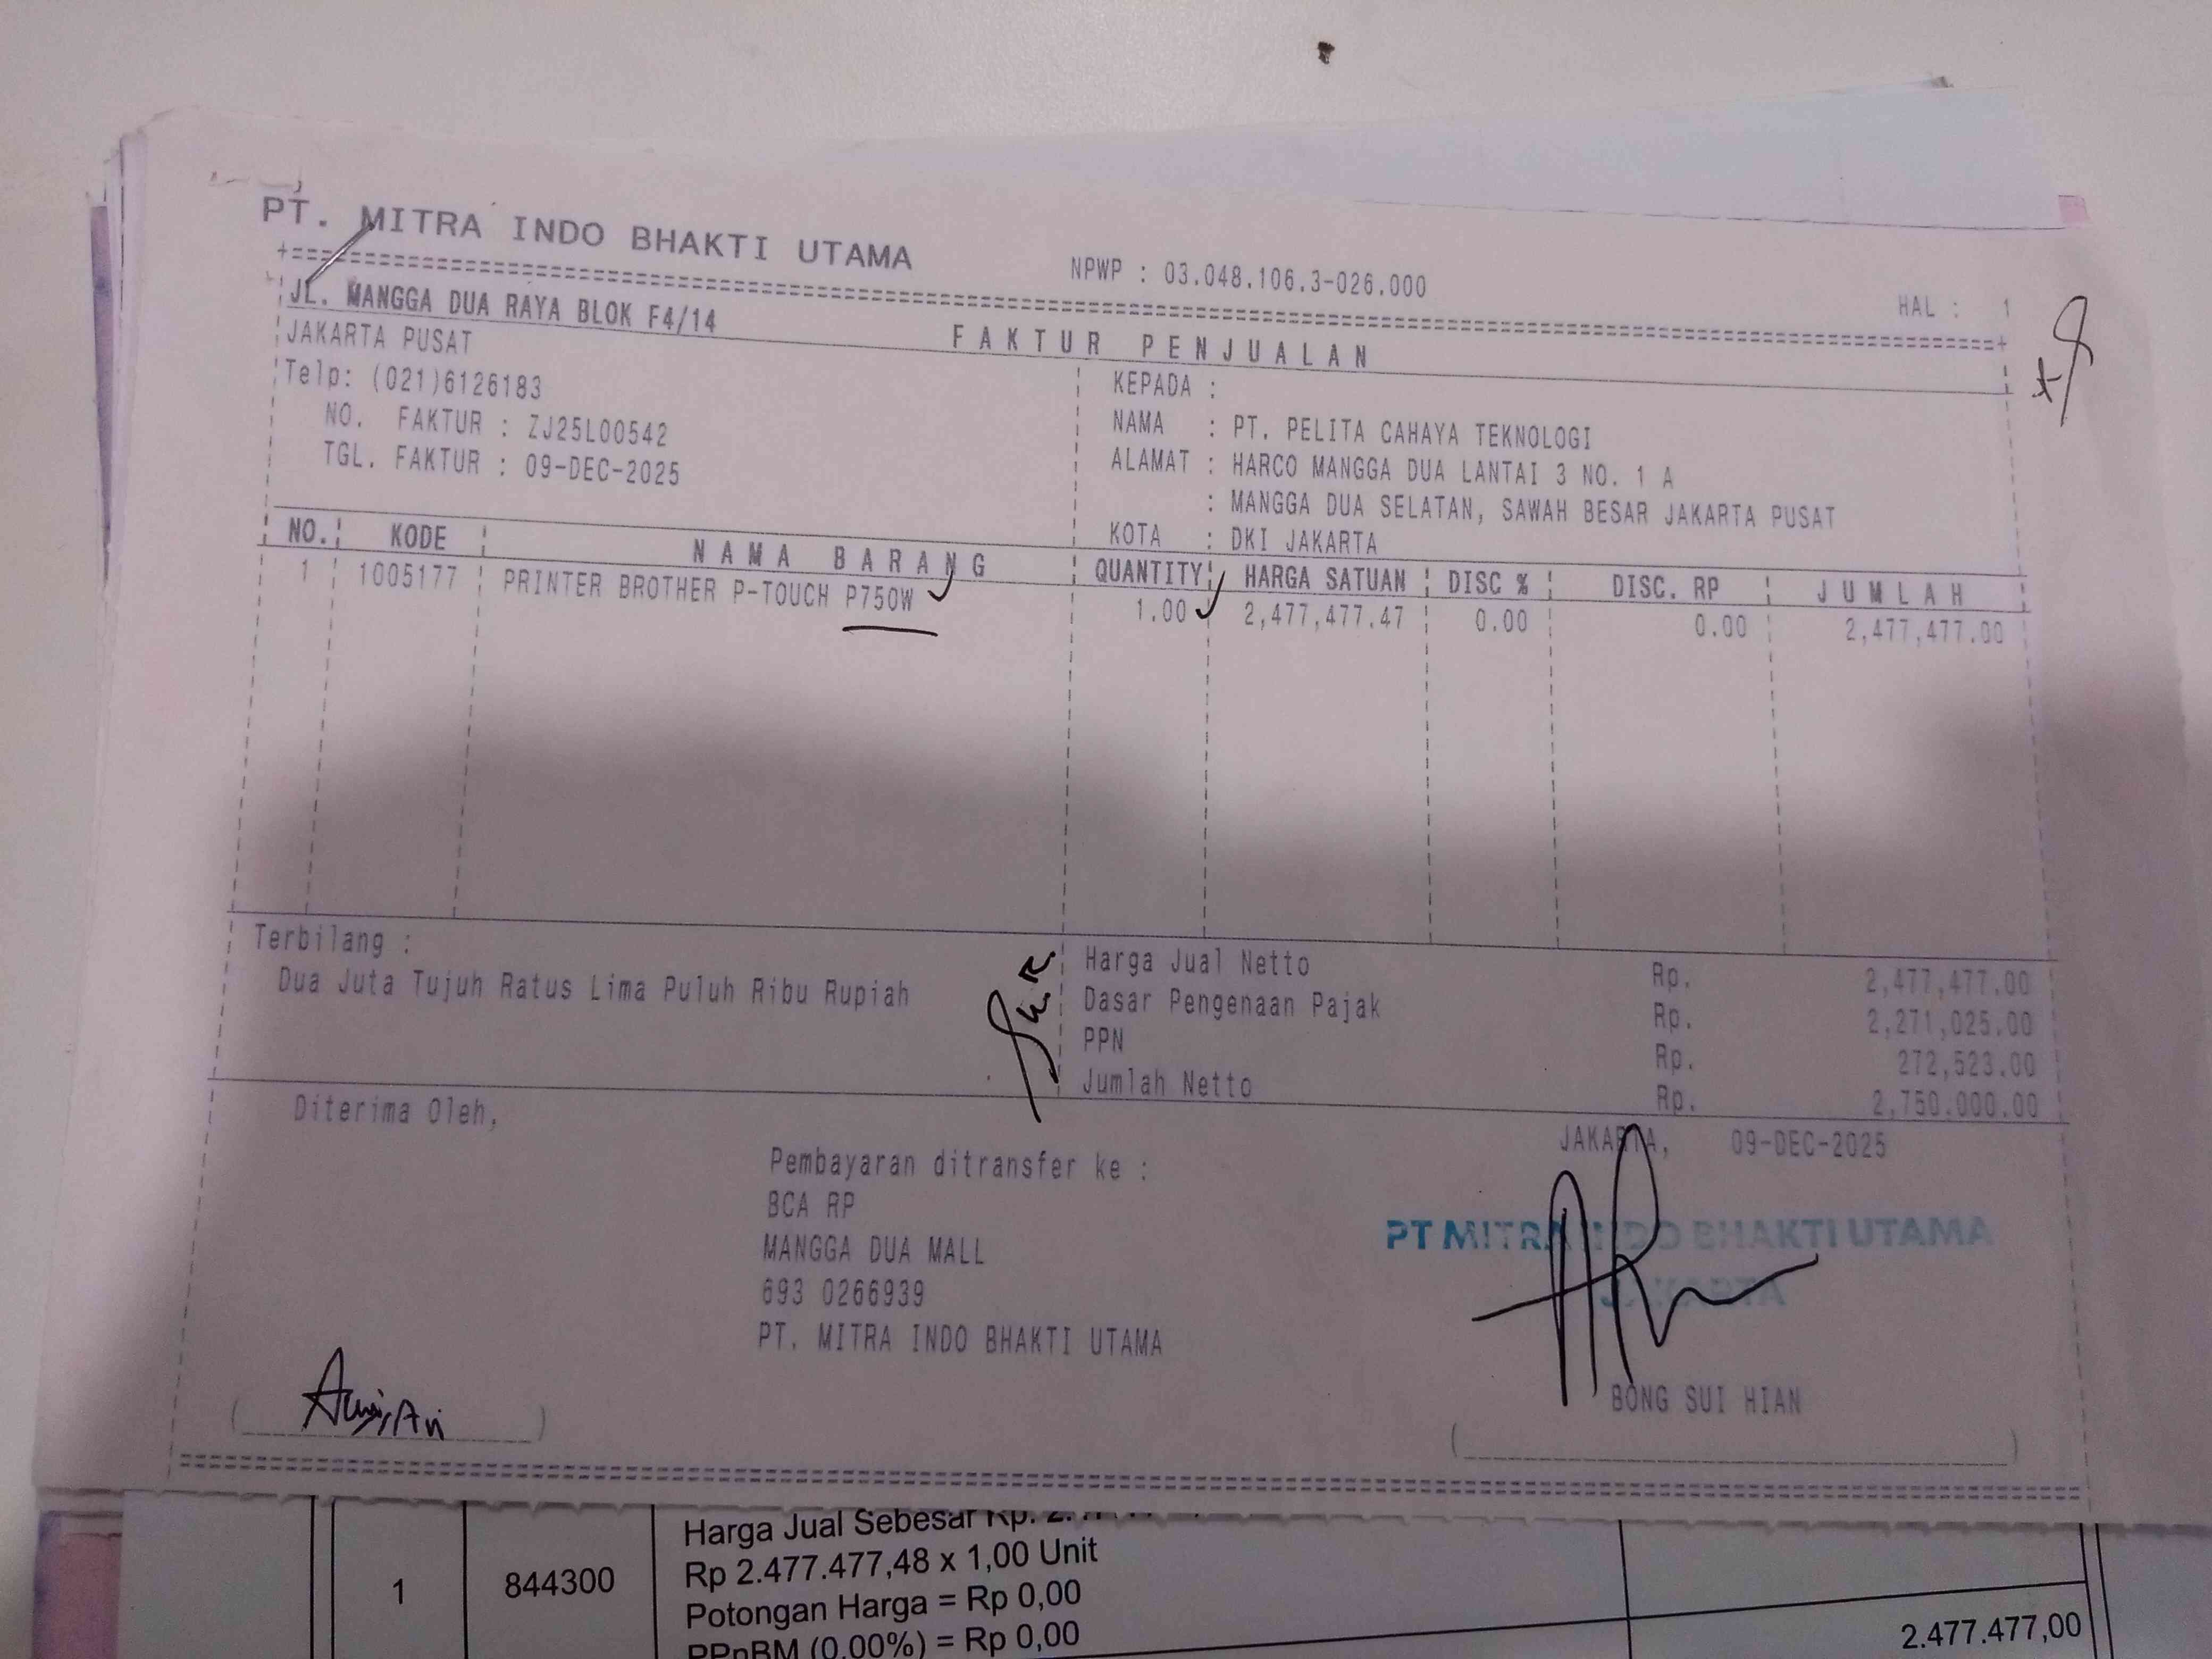 PT. MITRA INDO BHAKTI UTAMA
NPWP : 03.048.106.3-026.000
HAL : 1
JL. MANGGA DUA RAYA BLOK F4/14
FAKTUR PENJUALAN
JAKARTA PUSAT
Telp: (021)6126183
NO. FAKTUR : ZJ25L00542
TGL. FAKTUR : 09-DEC-2025
KEPADA :
NAMA : PT. PELITA CAHAYA TEKNOLOGI
ALAMAT : HARCO MANGGA DUA LANTAI 3 NO. 1 A
: MANGGA DUA SELATAN, SAWAH BESAR JAKARTA PUSAT
KOTA : DKI JAKARTA
NO. KODE NAMA BARANG QUANTITY HARGA SATUAN DISC % DISC. RP JUMLAH
1 1005177 PRINTER BROTHER P-TOUCH P750W 1.00 2,477,477.47 0.00 0.00 2,477,477.00
Terbilang :
Dua Juta Tujuh Ratus Lima Puluh Ribu Rupiah
Harga Jual Netto Rp. 2,477,477.00
Dasar Pengenaan Pajak Rp. 2,271,025.00
PPN Rp. 272,523.00
Jumlah Netto Rp. 2,750.000.00
Diterima Oleh,
Pembayaran ditransfer ke :
BCA RP
MANGGA DUA MALL
693 0266939
PT. MITRA INDO BHAKTI UTAMA
JAKARTA, 09-DEC-2025
PT MITRA INDO BHAKTI UTAMA
JAKARTA
BONG SUI HIAN
Harga Jual Sebesar Rp.
1 844300 Rp 2.477.477,48 x 1,00 Unit
Potongan Harga = Rp 0,00
PPnBM (0,00%) = Rp 0,00
2.477.477,00